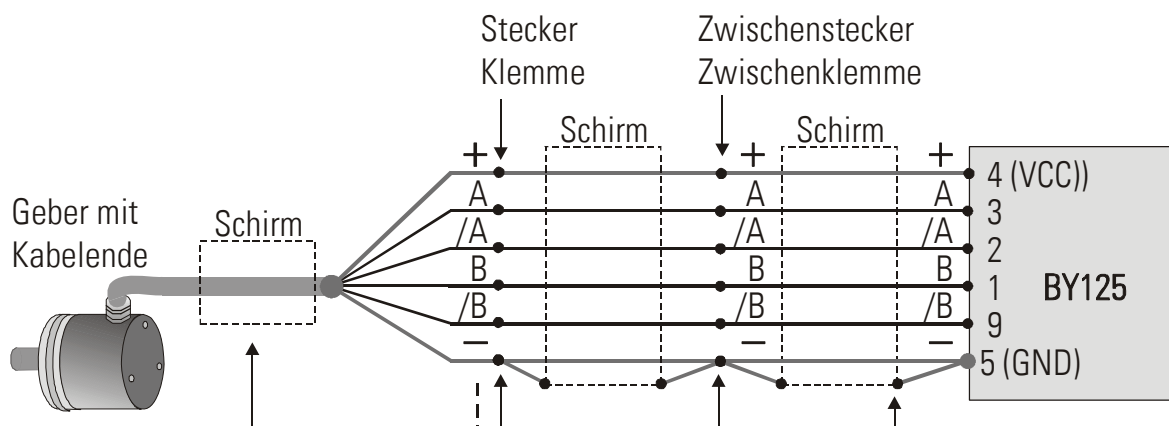 Stecker
Klemme
Zwischenstecker
Zwischenklemme
Schirm
Schirm
Geber mit
Kabelende
Schirm
+ + + 4 (VCC))
A A A 3
/A /A /A 2
B B B 1
/B /B /B 9
– – – 5 (GND)
BY125